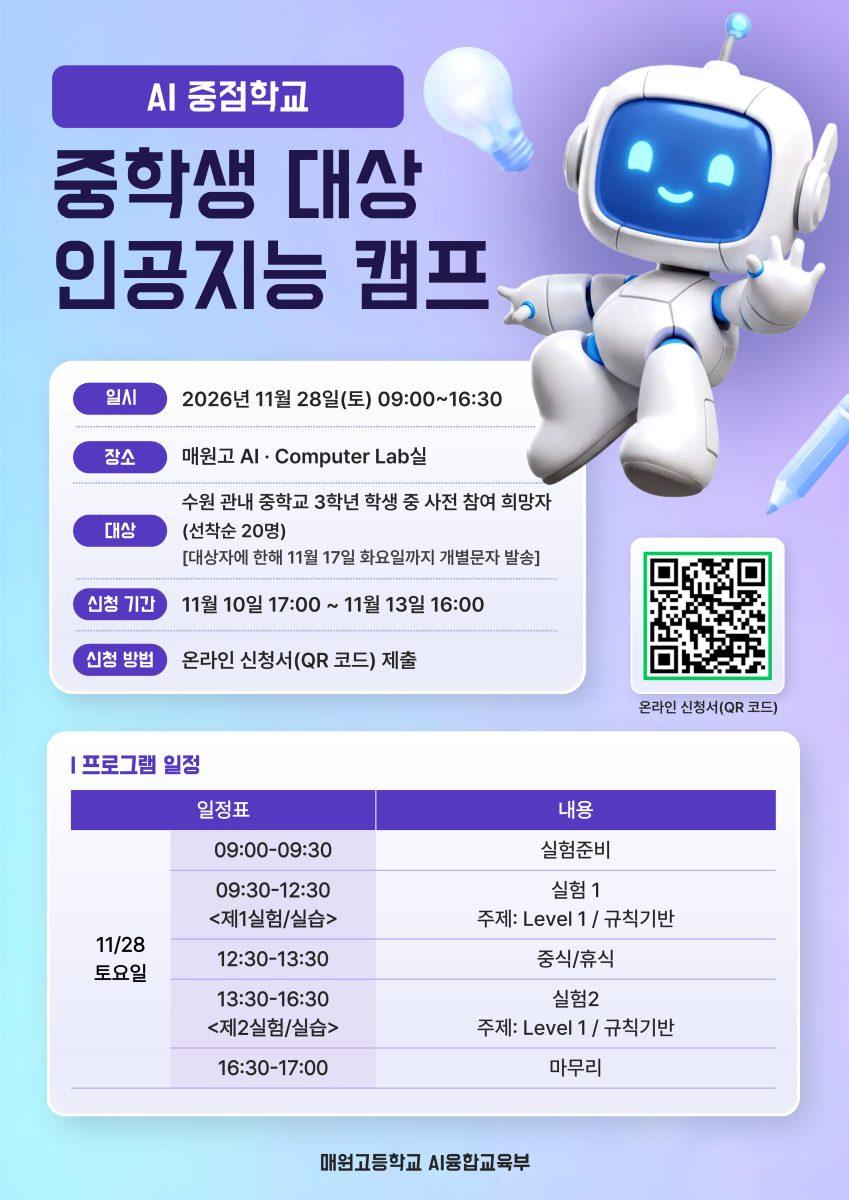 AI 중점학교
중학생 대상
인공지능 캠프
일시 2026년 11월 28일(토) 09:00~16:30
장소 매원고 AI · Computer Lab실
대상 수원 관내 중학교 3학년 학생 중 사전 참여 희망자
(선착순 20명)
[대상자에 한해 11월 17일 화요일까지 개별문자 발송]
신청 기간 11월 10일 17:00 ~ 11월 13일 16:00
신청 방법 온라인 신청서(QR 코드) 제출
온라인 신청서(QR 코드)
프로그램 일정
일정표 내용
11/28
토요일
09:00-09:30 실험준비
09:30-12:30 실험 1
<제1실험/실습> 주제: Level 1 / 규칙기반
12:30-13:30 중식/휴식
13:30-16:30 실험2
<제2실험/실습> 주제: Level 1 / 규칙기반
16:30-17:00 마무리
매원고등학교 AI융합교육부